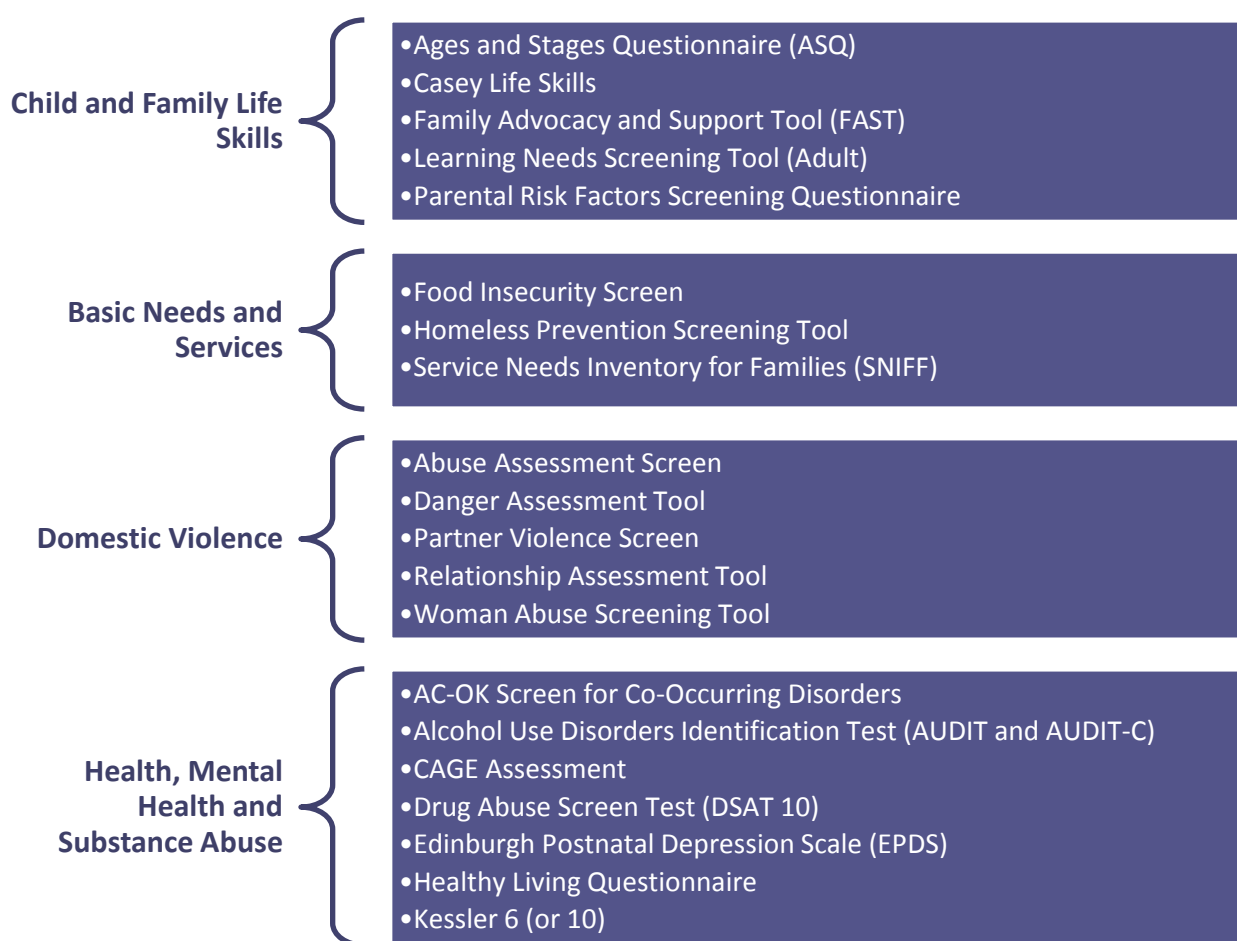 Child and Family Life
Skills
•Ages and Stages Questionnaire (ASQ)
•Casey Life Skills
•Family Advocacy and Support Tool (FAST)
•Learning Needs Screening Tool (Adult)
•Parental Risk Factors Screening Questionnaire
Basic Needs and
Services
•Food Insecurity Screen
•Homeless Prevention Screening Tool
•Service Needs Inventory for Families (SNIFF)
Domestic Violence
•Abuse Assessment Screen
•Danger Assessment Tool
•Partner Violence Screen
•Relationship Assessment Tool
•Woman Abuse Screening Tool
Health, Mental
Health and
Substance Abuse
•AC-OK Screen for Co-Occurring Disorders
•Alcohol Use Disorders Identification Test (AUDIT and AUDIT-C)
•CAGE Assessment
•Drug Abuse Screen Test (DSAT 10)
•Edinburgh Postnatal Depression Scale (EPDS)
•Healthy Living Questionnaire
•Kessler 6 (or 10)